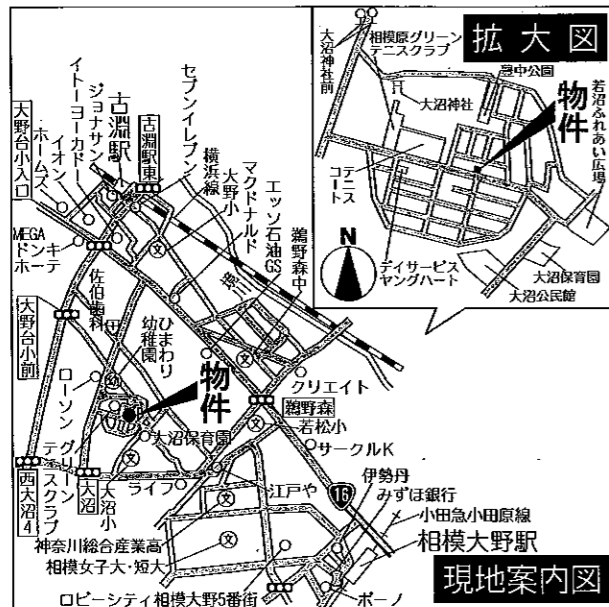 拡大図
大沼神社前
相模原グリーン
テニスクラブ
大沼神社
物件
若沼ふれあい広場
テニス
コート
N
デイサービス
ヤングハート
大沼保育園
大沼公民館
大野台小入口
ホームズ
イオン
イトーヨーカドー
ジョナサン
古淵駅
古淵駅東
セブンイレブン
横浜線
大野小
マクドナルド
エッソ石油GS
鵜野森中
MEGA
ドンキ
ホーテ
佐伯歯科
境川
大野台小前
ひまわり
幼稚園
幼
文
ローソン
物件
クリエイト
鵜野森
若松小
サークルK
大沼保育園
グリーン
テニスクラブ
西大沼4
大沼
大沼小
ライフ
江戸や
16
伊勢丹
みずほ銀行
小田急小田原線
相模大野駅
神奈川総合産業高
相模女子大・短大
ロビーシティ相模大野5番街
ボーノ
現地案内図